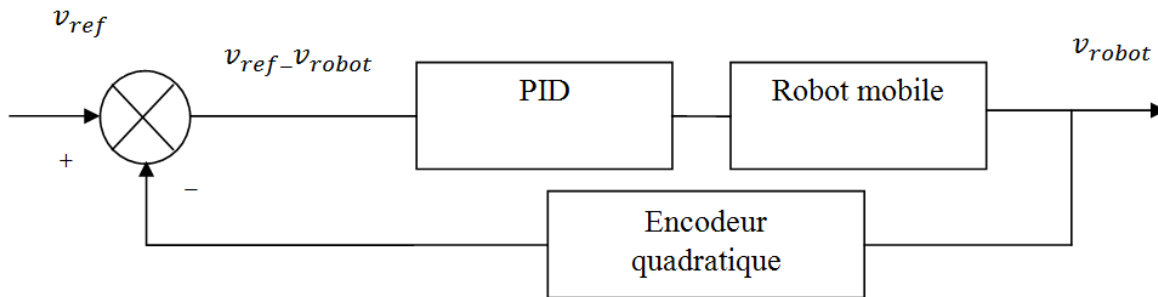 v_ref
v_ref_v_robot
PID
Robot mobile
v_robot
+
−
Encodeur
quadratique